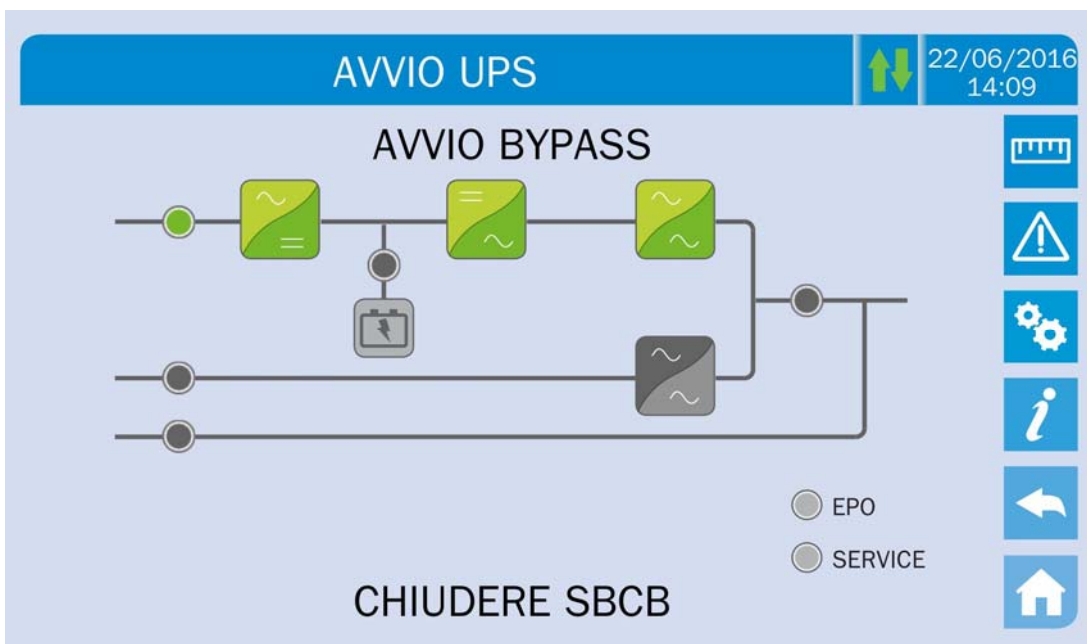 AVVIO UPS
22/06/2016
14:09
AVVIO BYPASS
EPO
SERVICE
CHIUDERE SBCB